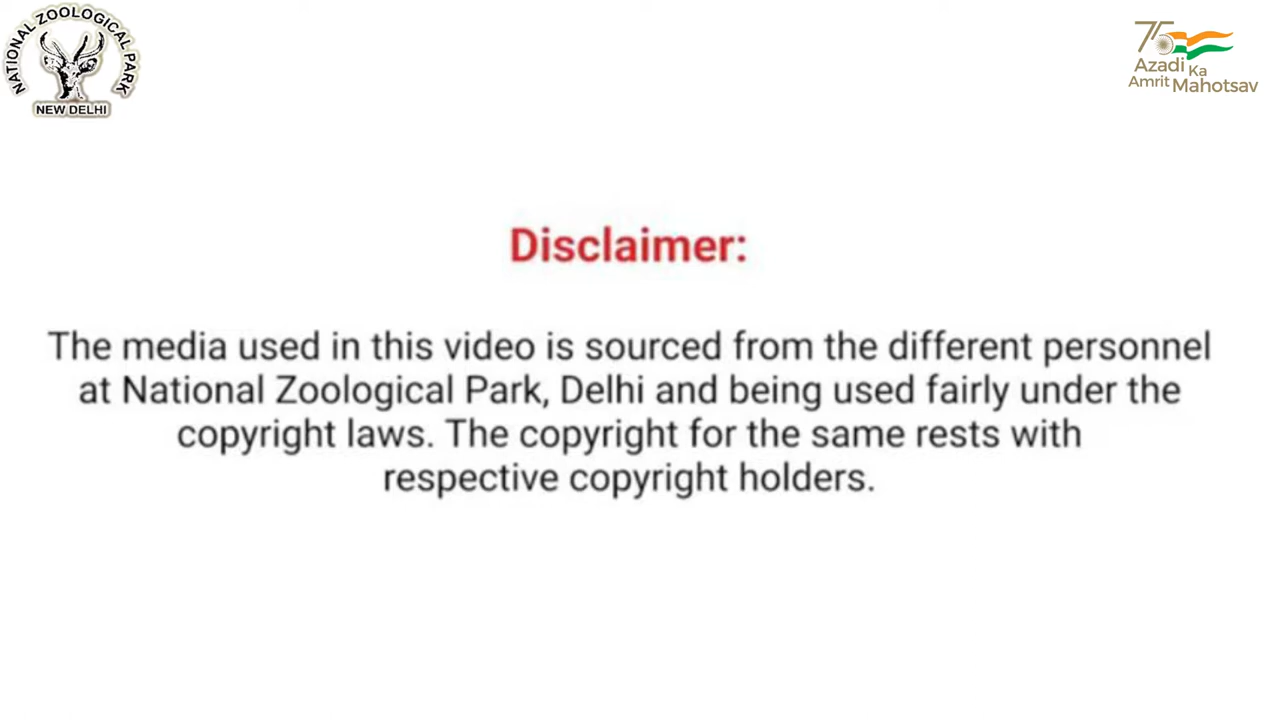 NATIONAL ZOOLOGICAL PARK
NEW DELHI
75
Azadi Ka
Amrit Mahotsav
Disclaimer:
The media used in this video is sourced from the different personnel
at National Zoological Park, Delhi and being used fairly under the
copyright laws. The copyright for the same rests with
respective copyright holders.